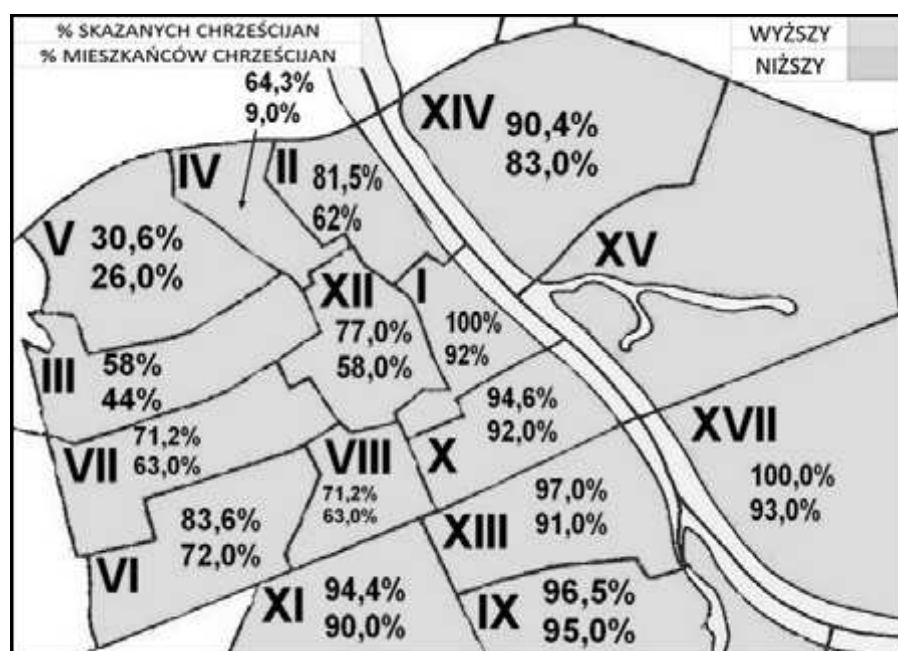 % SKAZANYCH CHRZEŚCIJAN
% MIESZKAŃCÓW CHRZEŚCIJAN
WYŻSZY
NIŻSZY
64,3%
9,0%
XIV
90,4%
83,0%
IV
II
81,5%
62%
V
30,6%
26,0%
XV
XII
77,0%
58,0%
I
100%
92%
III
58%
44%
94,6%
92,0%
X
XVII
100,0%
93,0%
VII
71,2%
63,0%
VIII
71,2%
63,0%
XIII
97,0%
91,0%
VI
83,6%
72,0%
XI
94,4%
90,0%
IX
96,5%
95,0%